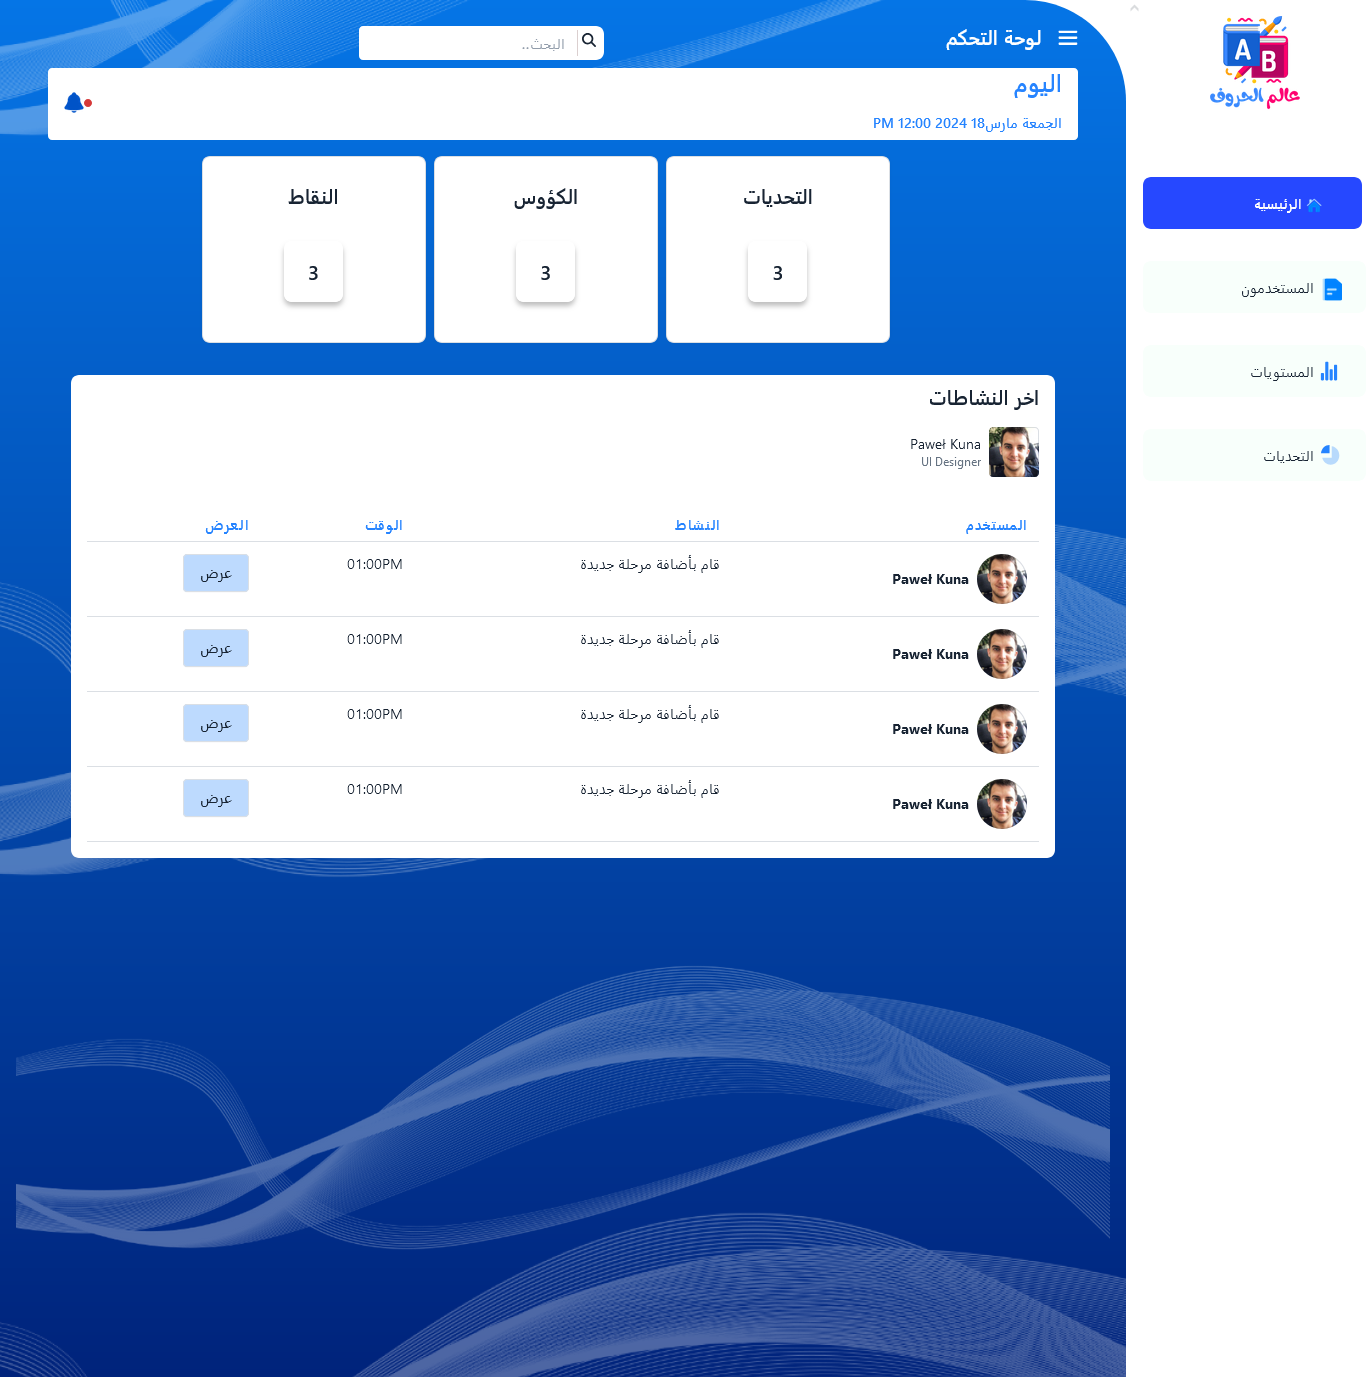 عالم الحروف
A
B
الرئيسية
المستخدمون
المستويات
التحديات
لوحة التحكم
البحث..
اليوم
الجمعة مارس18 2024 12:00 PM
التحديات
3
الكؤوس
3
النقاط
3
اخر النشاطات
Paweł Kuna
UI Designer
المستخدم النشاط الوقت العرض
Paweł Kuna قام بأضافة مرحلة جديدة 01:00PM عرض
Paweł Kuna قام بأضافة مرحلة جديدة 01:00PM عرض
Paweł Kuna قام بأضافة مرحلة جديدة 01:00PM عرض
Paweł Kuna قام بأضافة مرحلة جديدة 01:00PM عرض